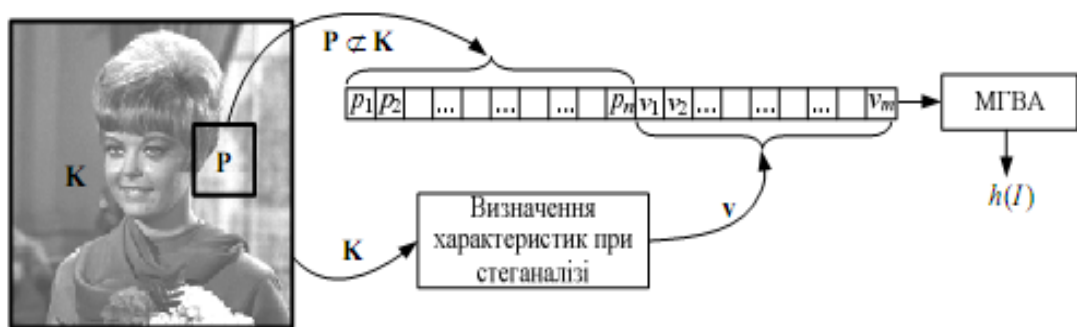 P ⊄ K
p1 p2 ... ... ... pn v1 v2 ... ... ... vm
МГВА
K
P
h(I)
Визначення
характеристик при
стеганалізі
v
K